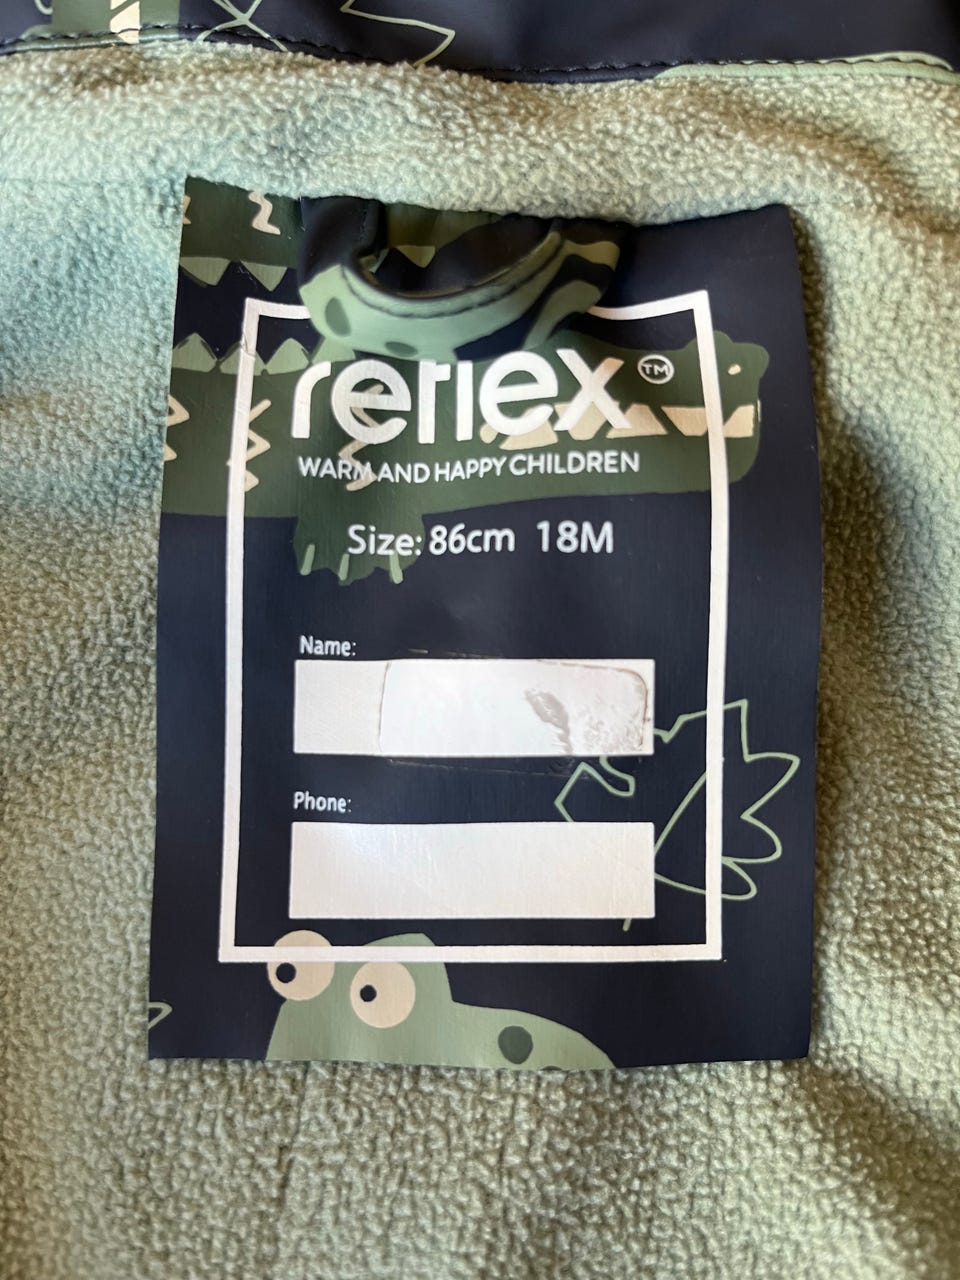 reflex™
WARM AND HAPPY CHILDREN
Size: 86cm 18M
Name:
Phone: